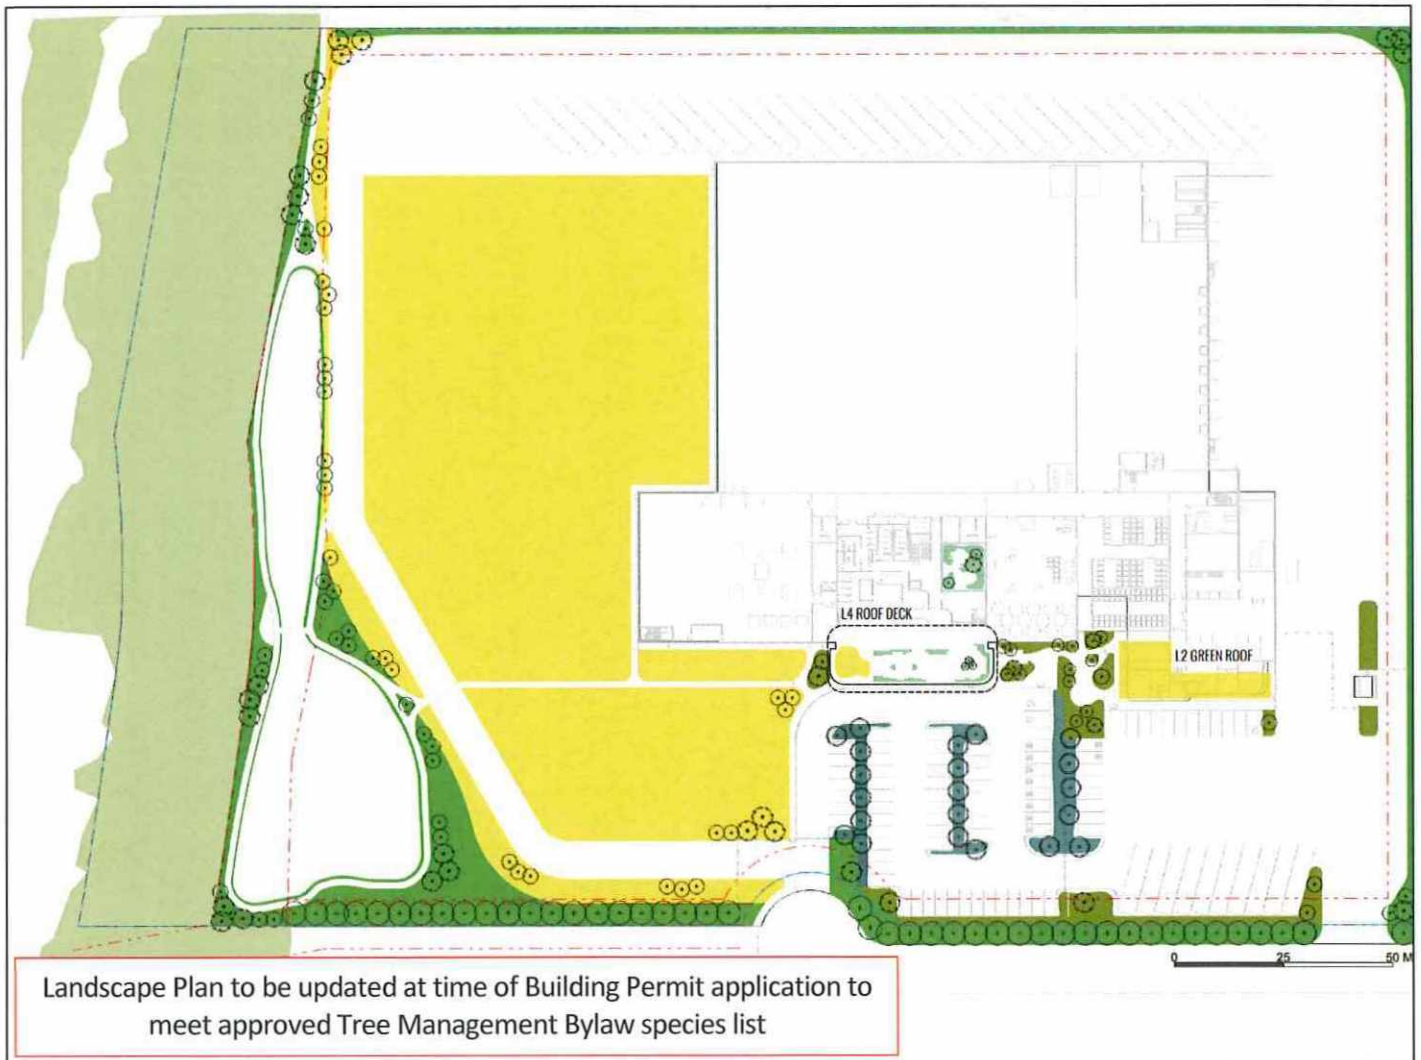 L4 ROOF DECK
L2 GREEN ROOF
0 25 50 M
Landscape Plan to be updated at time of Building Permit application to
meet approved Tree Management Bylaw species list